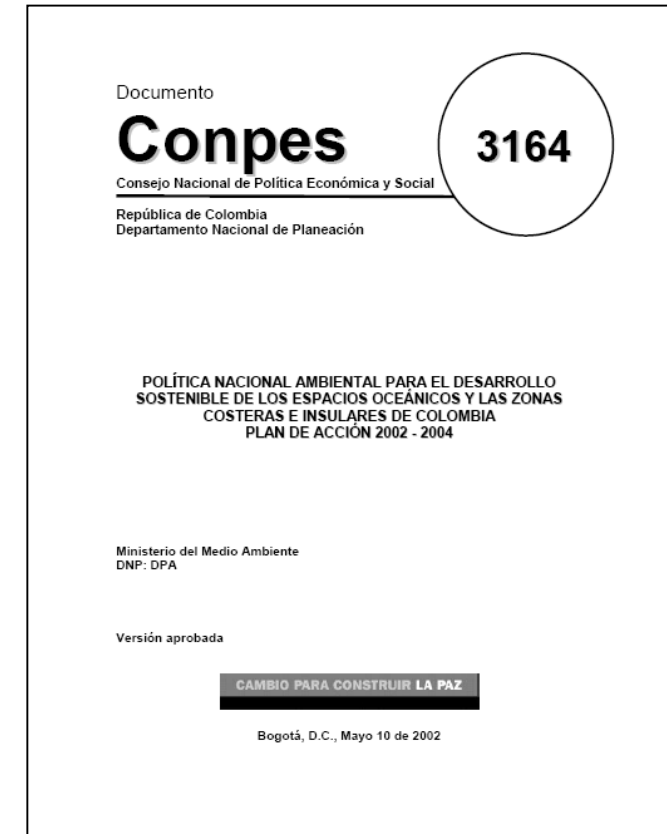 Documento
Conpes
3164
Consejo Nacional de Política Económica y Social
República de Colombia
Departamento Nacional de Planeación
POLÍTICA NACIONAL AMBIENTAL PARA EL DESARROLLO
SOSTENIBLE DE LOS ESPACIOS OCEÁNICOS Y LAS ZONAS
COSTERAS E INSULARES DE COLOMBIA
PLAN DE ACCIÓN 2002 - 2004
Ministerio del Medio Ambiente
DNP: DPA
Versión aprobada
CAMBIO PARA CONSTRUIR LA PAZ
Bogotá, D.C., Mayo 10 de 2002